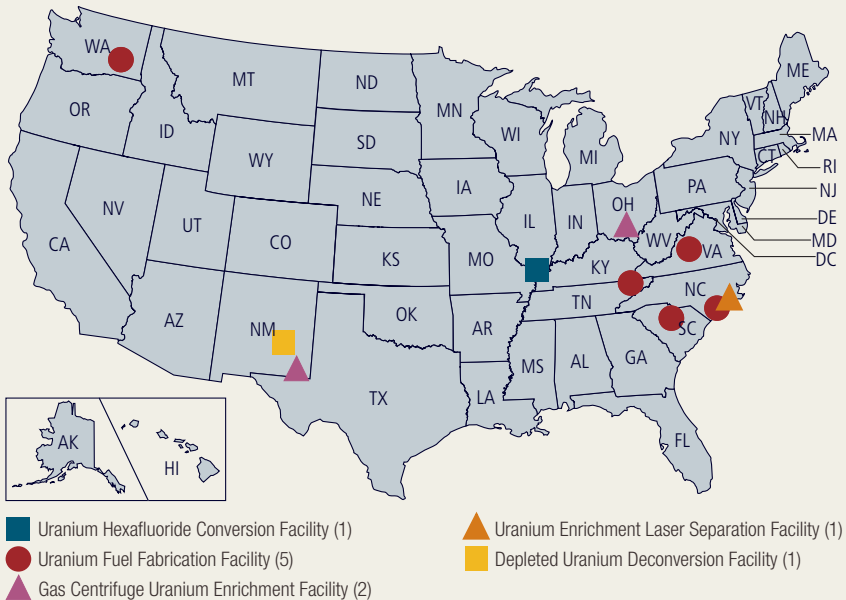 WA
MT
ND
MN
ME
VT
NH
OR
ID
SD
WI
MI
NY
MA
WY
CT
RI
IA
PA
NJ
NE
OH
NV
UT
IL
IN
DE
CO
WV
VA
MD
CA
KS
MO
KY
DC
NC
TN
AZ
NM
OK
AR
SC
MS
AL
GA
TX
LA
AK
HI
FL
Uranium Hexafluoride Conversion Facility (1)
Uranium Fuel Fabrication Facility (5)
Gas Centrifuge Uranium Enrichment Facility (2)
Uranium Enrichment Laser Separation Facility (1)
Depleted Uranium Deconversion Facility (1)